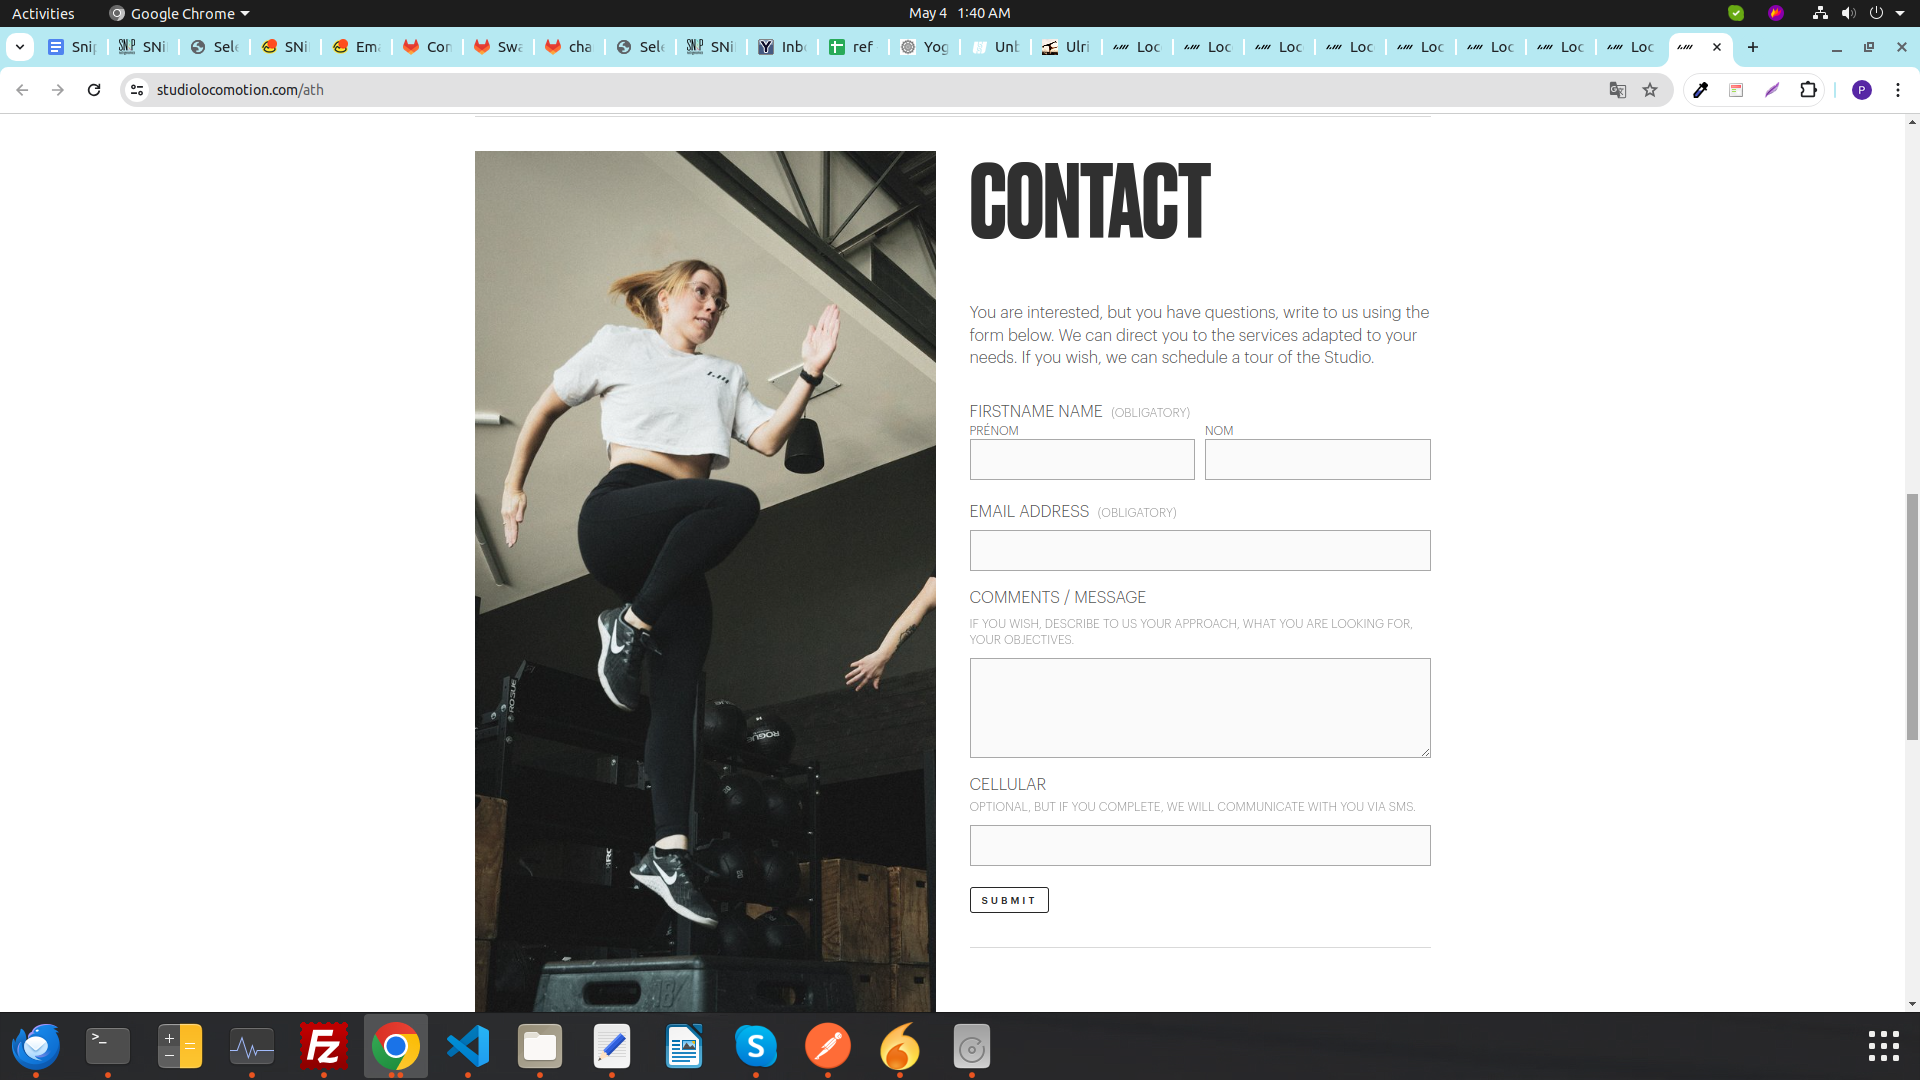 Activities
Google Chrome
May 4 1:40 AM
Snip
SNi
Sele
SNi
Ema
Con
Swa
cha
Sele
SNi
Inb
ref
Yog
Unb
Ulri
Loc
Loc
Loc
Loc
Loc
Loc
Loc
Loc
studiolocomotion.com/ath
P
CONTACT
You are interested, but you have questions, write to us using the
form below. We can direct you to the services adapted to your
needs. If you wish, we can schedule a tour of the Studio.
FIRSTNAME NAME (OBLIGATORY)
PRÉNOM
NOM
EMAIL ADDRESS (OBLIGATORY)
COMMENTS / MESSAGE
IF YOU WISH, DESCRIBE TO US YOUR APPROACH, WHAT YOU ARE LOOKING FOR,
YOUR OBJECTIVES.
CELLULAR
OPTIONAL, BUT IF YOU COMPLETE, WE WILL COMMUNICATE WITH YOU VIA SMS.
SUBMIT
ROGUE
ROGUE